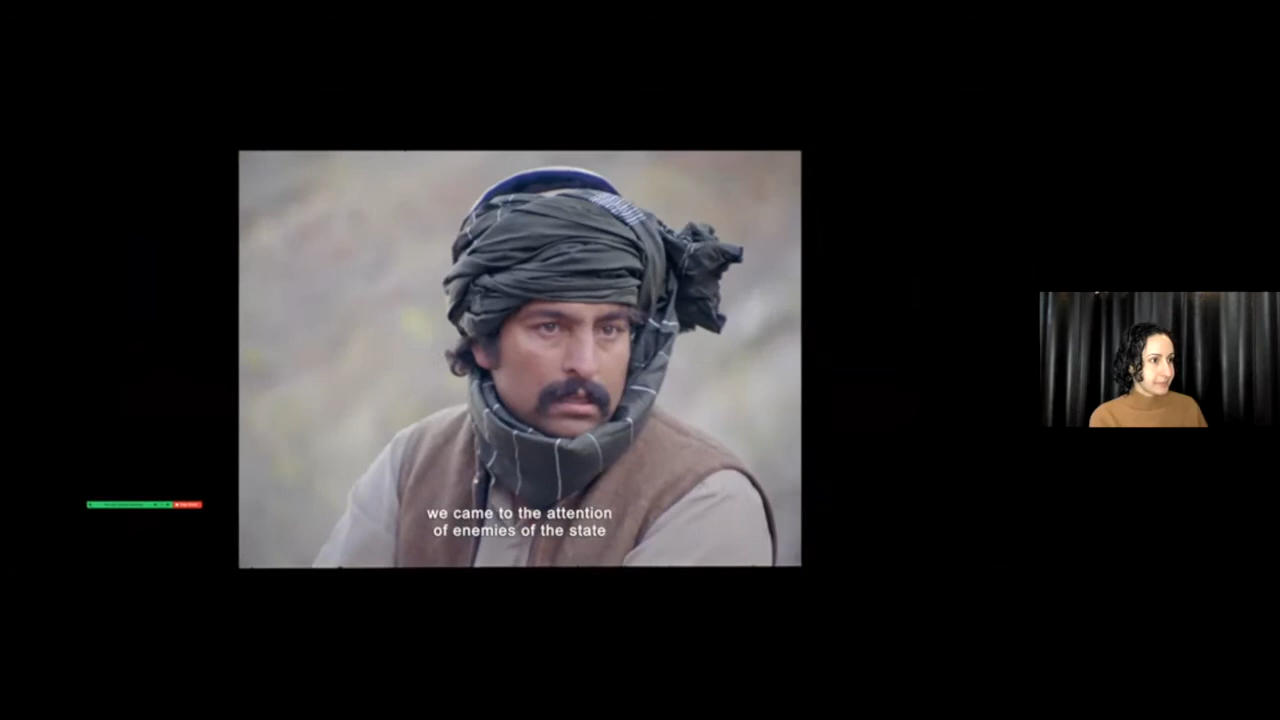 we came to the attention
of enemies of the state